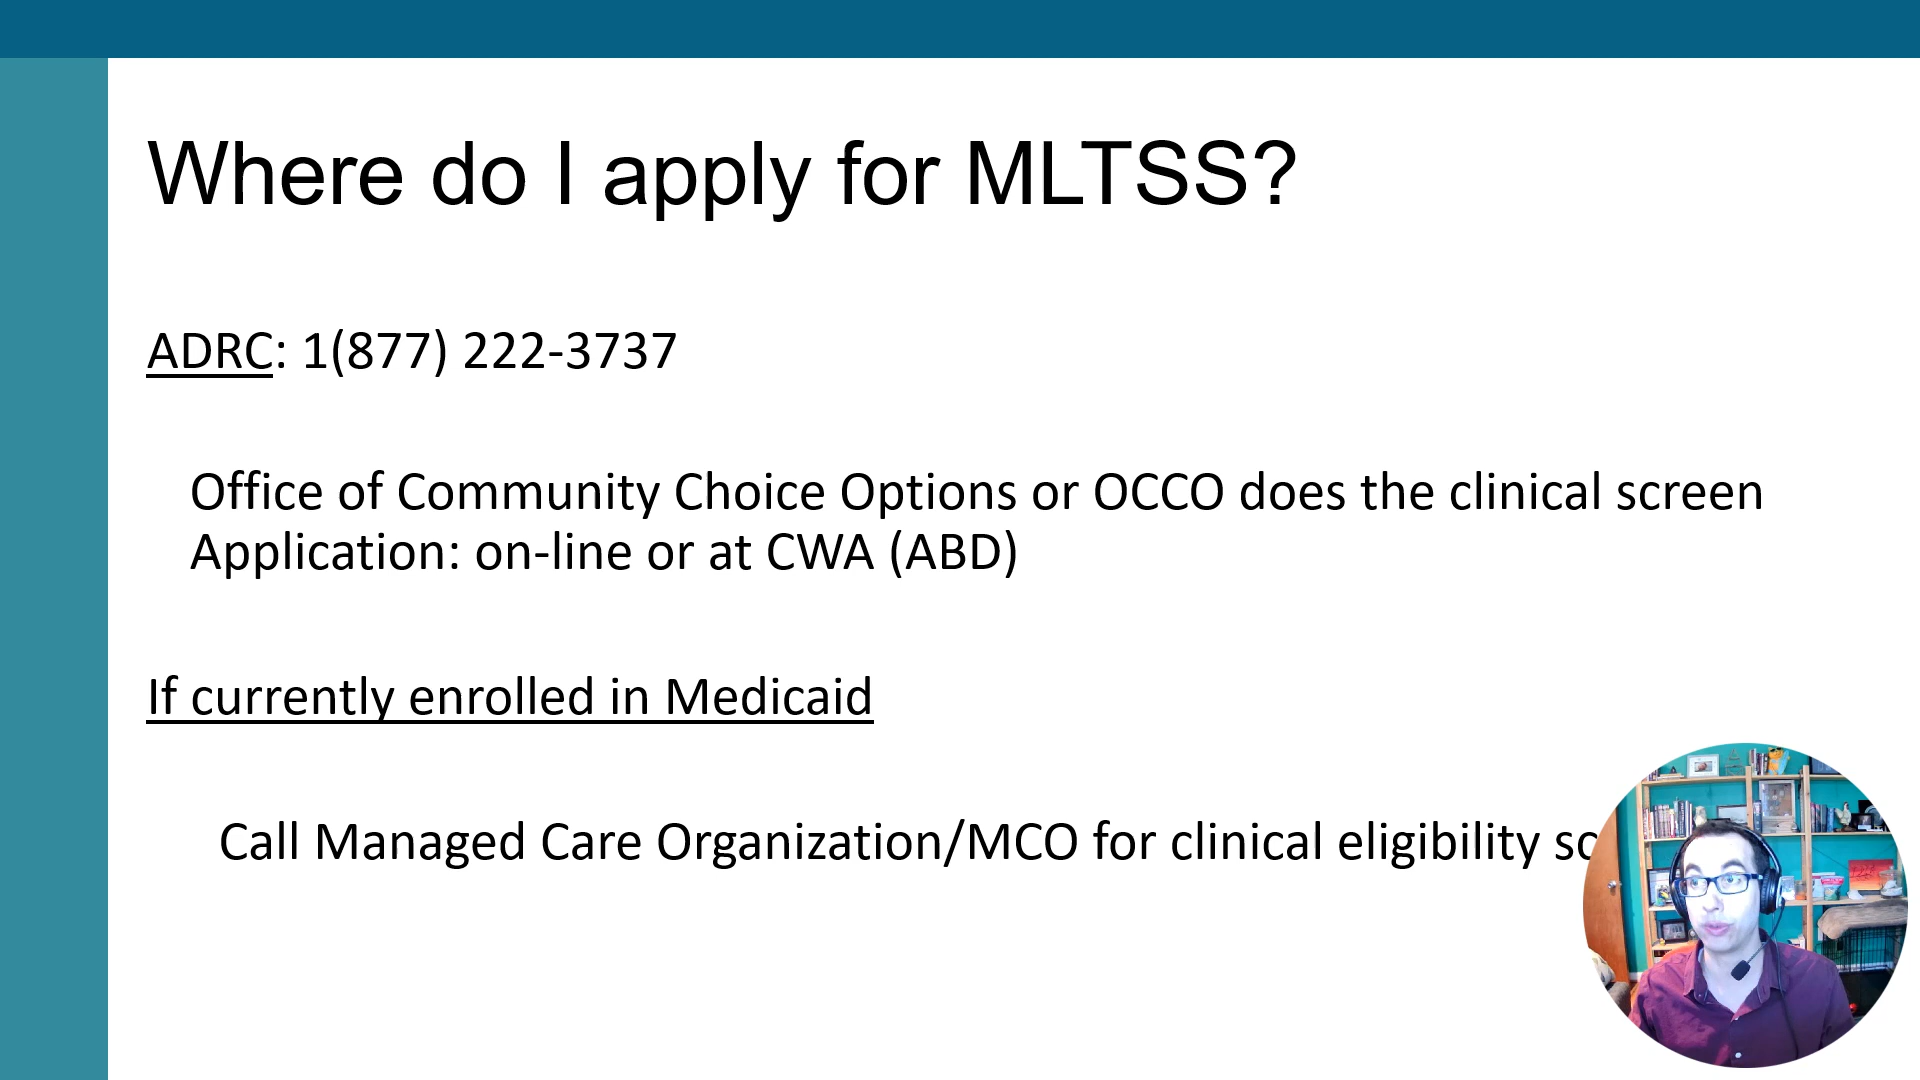 Where do I apply for MLTSS?
ADRC: 1(877) 222-3737
Office of Community Choice Options or OCCO does the clinical screen
Application: on-line or at CWA (ABD)
If currently enrolled in Medicaid
Call Managed Care Organization/MCO for clinical eligibility